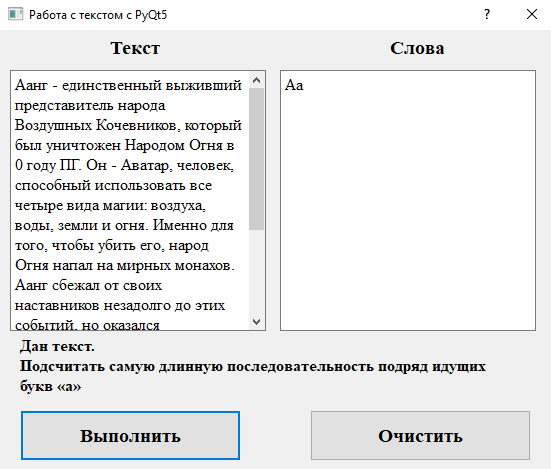 Работа с текстом с PyQt5
Текст
Слова
Аанг - единственный выживший
представитель народа
Воздушных Кочевников, который
был уничтожен Народом Огня в
0 году ПГ. Он - Аватар, человек,
способный использовать все
четыре вида магии: воздуха,
воды, земли и огня. Именно для
того, чтобы убить его, народ
Огня напал на мирных монахов.
Аанг сбежал от своих
наставников незадолго до этих
событий, но оказался
Аа
Дан текст.
Подсчитать самую длинную последовательность подряд идущих
букв «а»
Выполнить
Очистить